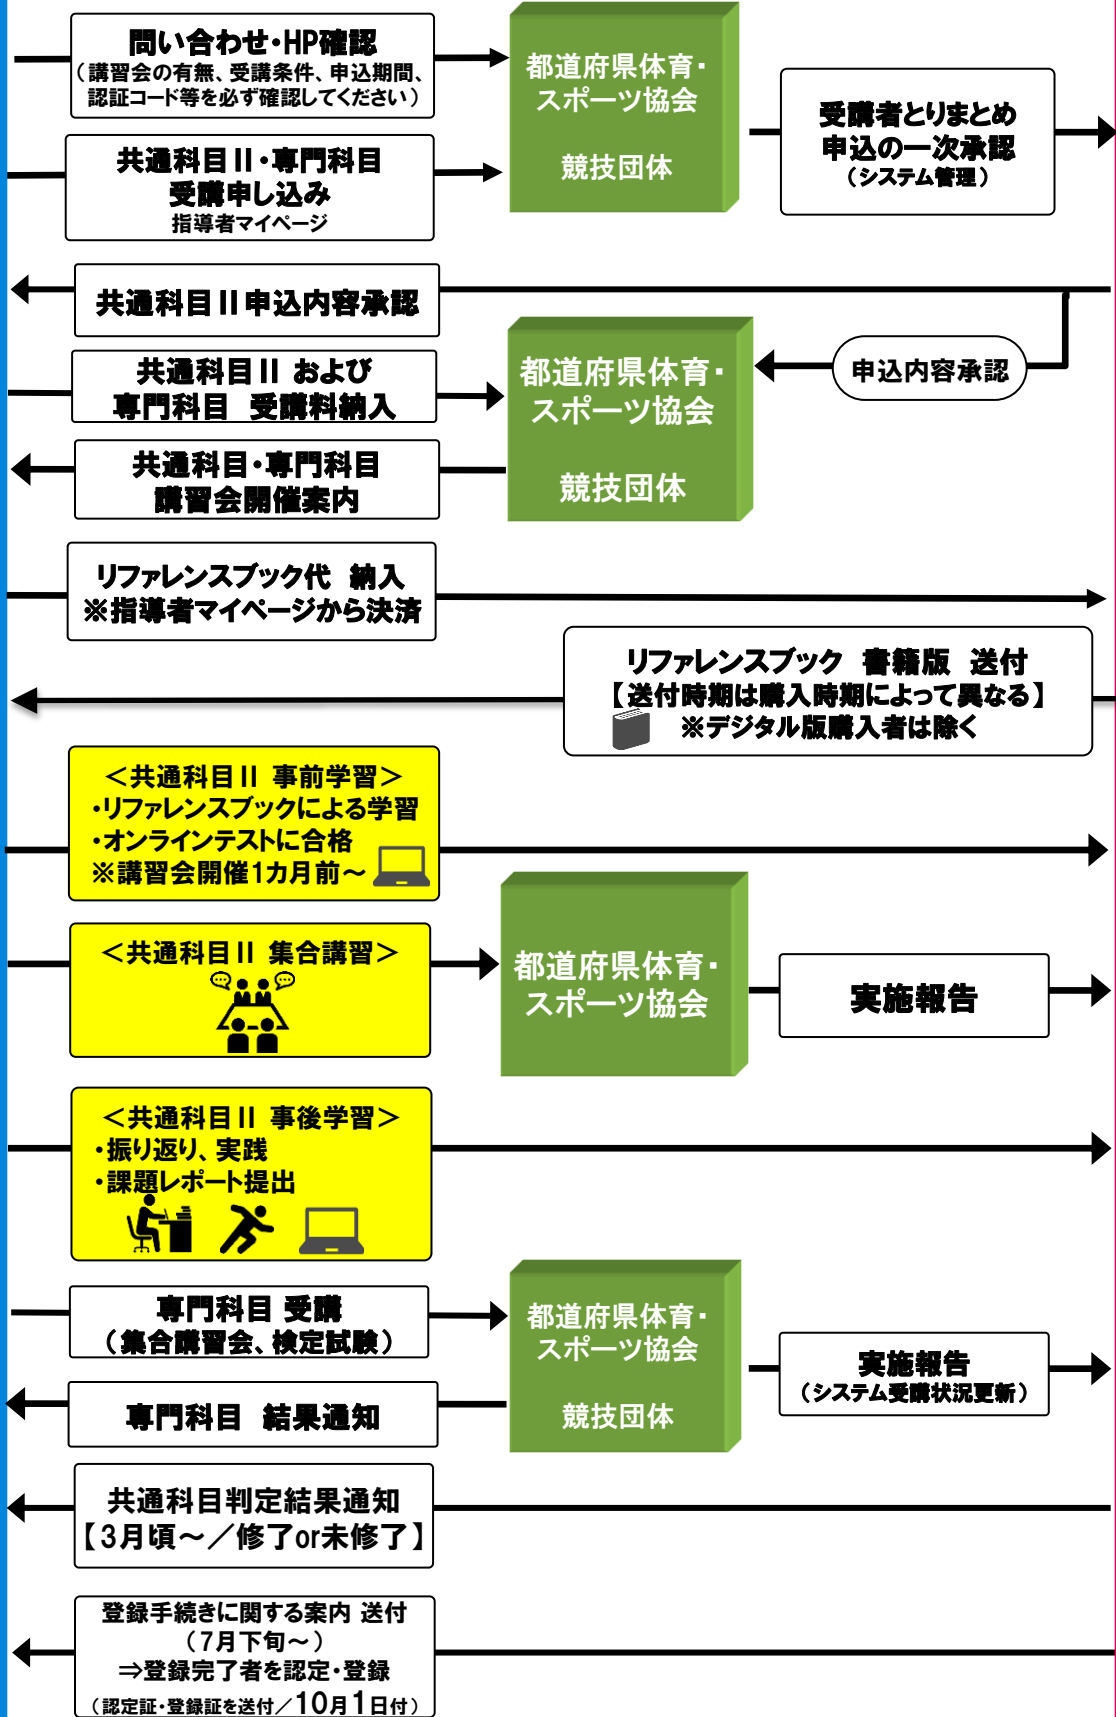 問い合わせ・HP確認
（講習会の有無、受講条件、申込期間、
認証コード等を必ず確認してください）
都道府県体育・
スポーツ協会
競技団体
受講者とりまとめ
申込の一次承認
（システム管理）
共通科目Ⅱ・専門科目
受講申し込み
指導者マイページ
共通科目Ⅱ申込内容承認
申込内容承認
共通科目Ⅱ および
専門科目 受講料納入
都道府県体育・
スポーツ協会
競技団体
共通科目・専門科目
講習会開催案内
リファレンスブック代 納入
※指導者マイページから決済
リファレンスブック 書籍版 送付
【送付時期は購入時期によって異なる】
※デジタル版購入者は除く
＜共通科目Ⅱ 事前学習＞
・リファレンスブックによる学習
・オンラインテストに合格
※講習会開催1カ月前～
＜共通科目Ⅱ 集合講習＞
都道府県体育・
スポーツ協会
実施報告
＜共通科目Ⅱ 事後学習＞
・振り返り、実践
・課題レポート提出
専門科目 受講
（集合講習会、検定試験）
都道府県体育・
スポーツ協会
競技団体
実施報告
（システム受講状況更新）
専門科目 結果通知
共通科目判定結果通知
【3月頃～／修了or未修了】
登録手続きに関する案内 送付
（7月下旬～）
⇒登録完了者を認定・登録
（認定証・登録証を送付／10月1日付）